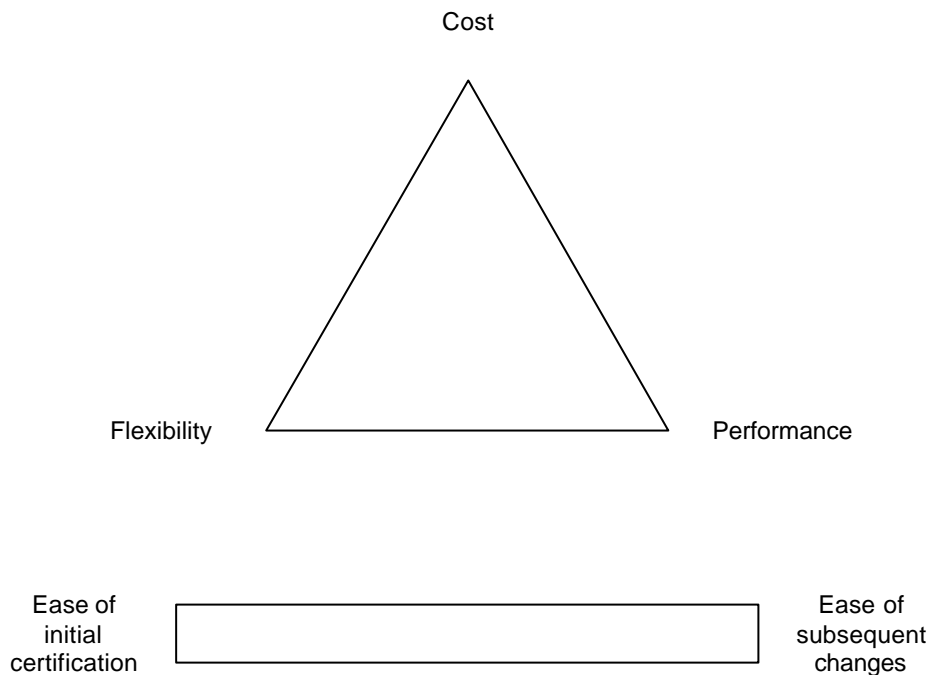 Cost
Flexibility
Performance
Ease of
initial
certification
Ease of
subsequent
changes